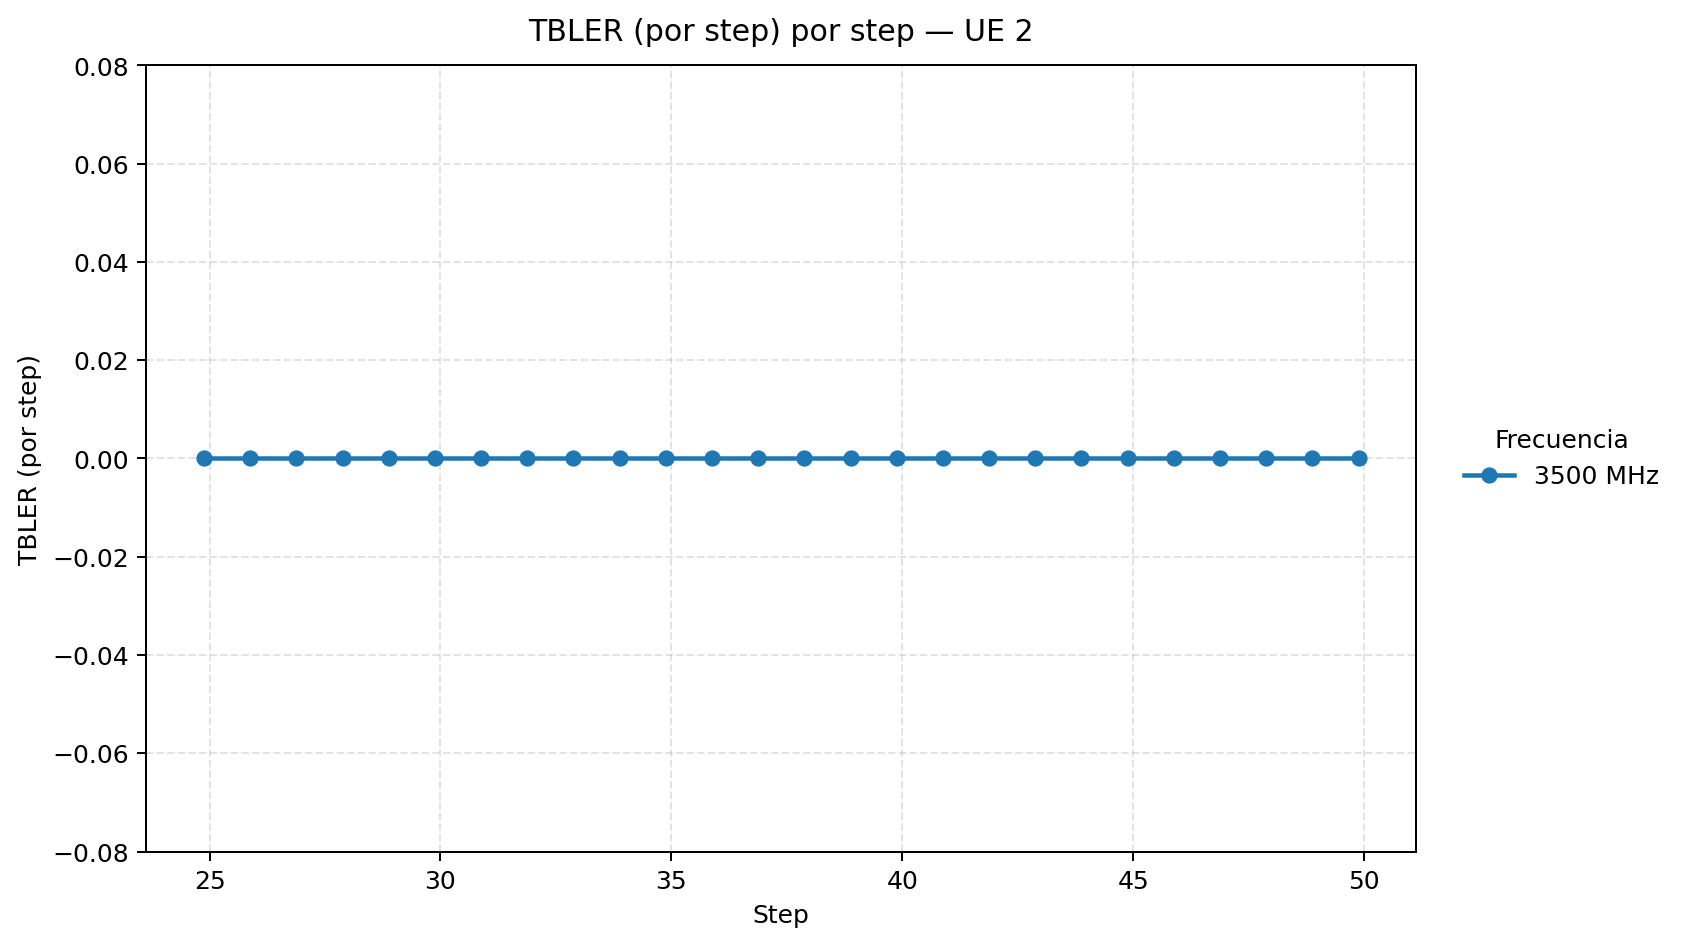 TBLER (por step) por step — UE 2
TBLER (por step)
0.08
0.06
0.04
0.02
0.00
−0.02
−0.04
−0.06
−0.08
25 30 35 40 45 50
Step
Frecuencia
3500 MHz